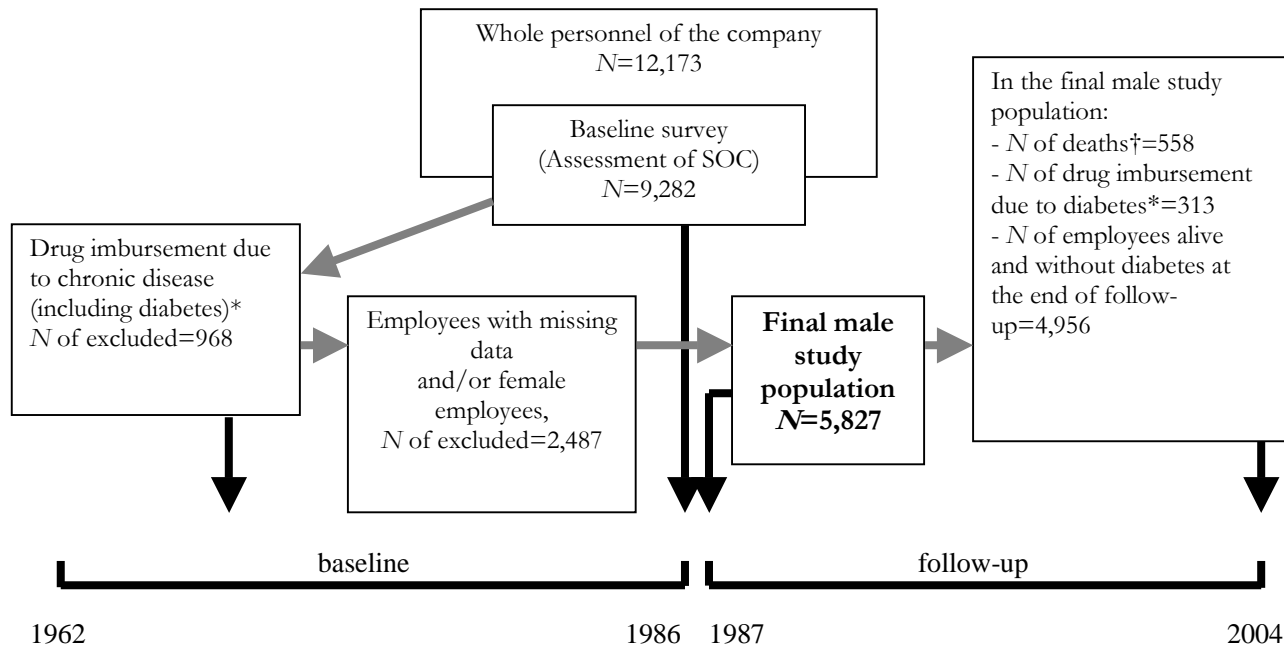 Whole personnel of the company
N=12,173
Baseline survey
(Assessment of SOC)
N=9,282
Drug imbursement due
to chronic disease
(including diabetes)*
N of excluded=968
Employees with missing
data
and/or female
employees,
N of excluded=2,487
Final male
study
population
N=5,827
In the final male study
population:
- N of deaths†=558
- N of drug imbursement
due to diabetes*=313
- N of employees alive
and without diabetes at
the end of follow-
up=4,956
baseline
follow-up
1962
1986
1987
2004